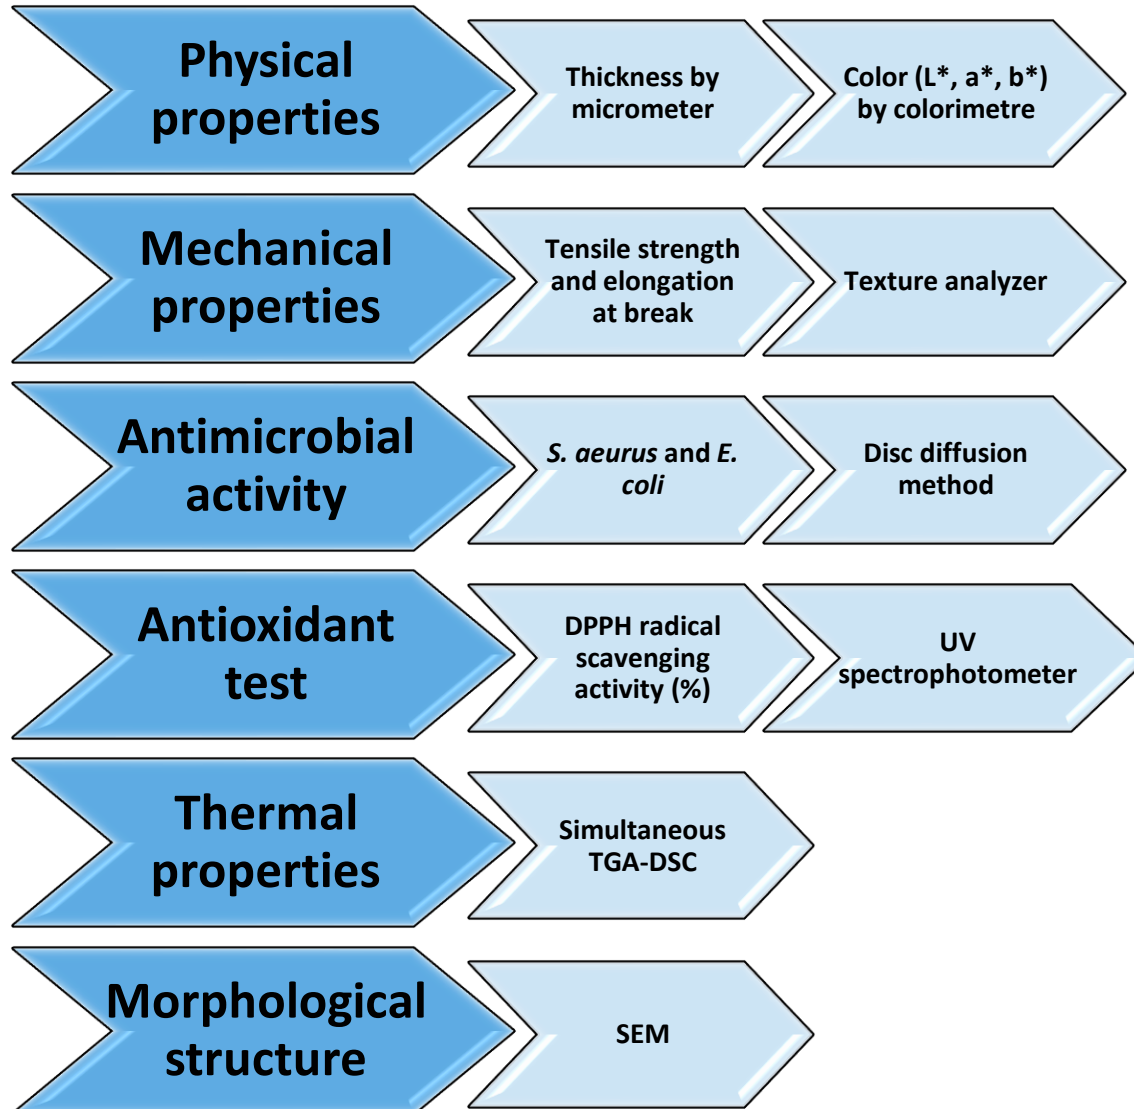 Physical
properties
Thickness by
micrometer
Color (L*, a*, b*)
by colorimetre
Mechanical
properties
Tensile strength
and elongation
at break
Texture analyzer
Antimicrobial
activity
S. aeurus and E.
coli
Disc diffusion
method
Antioxidant
test
DPPH radical
scavenging
activity (%)
UV
spectrophotometer
Thermal
properties
Simultaneous
TGA-DSC
Morphological
structure
SEM